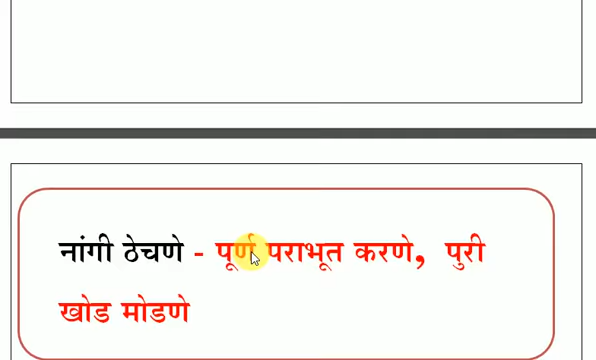 नांगी ठेचणे - पूर्ण पराभूत करणे, पुरी
खोड मोडणे